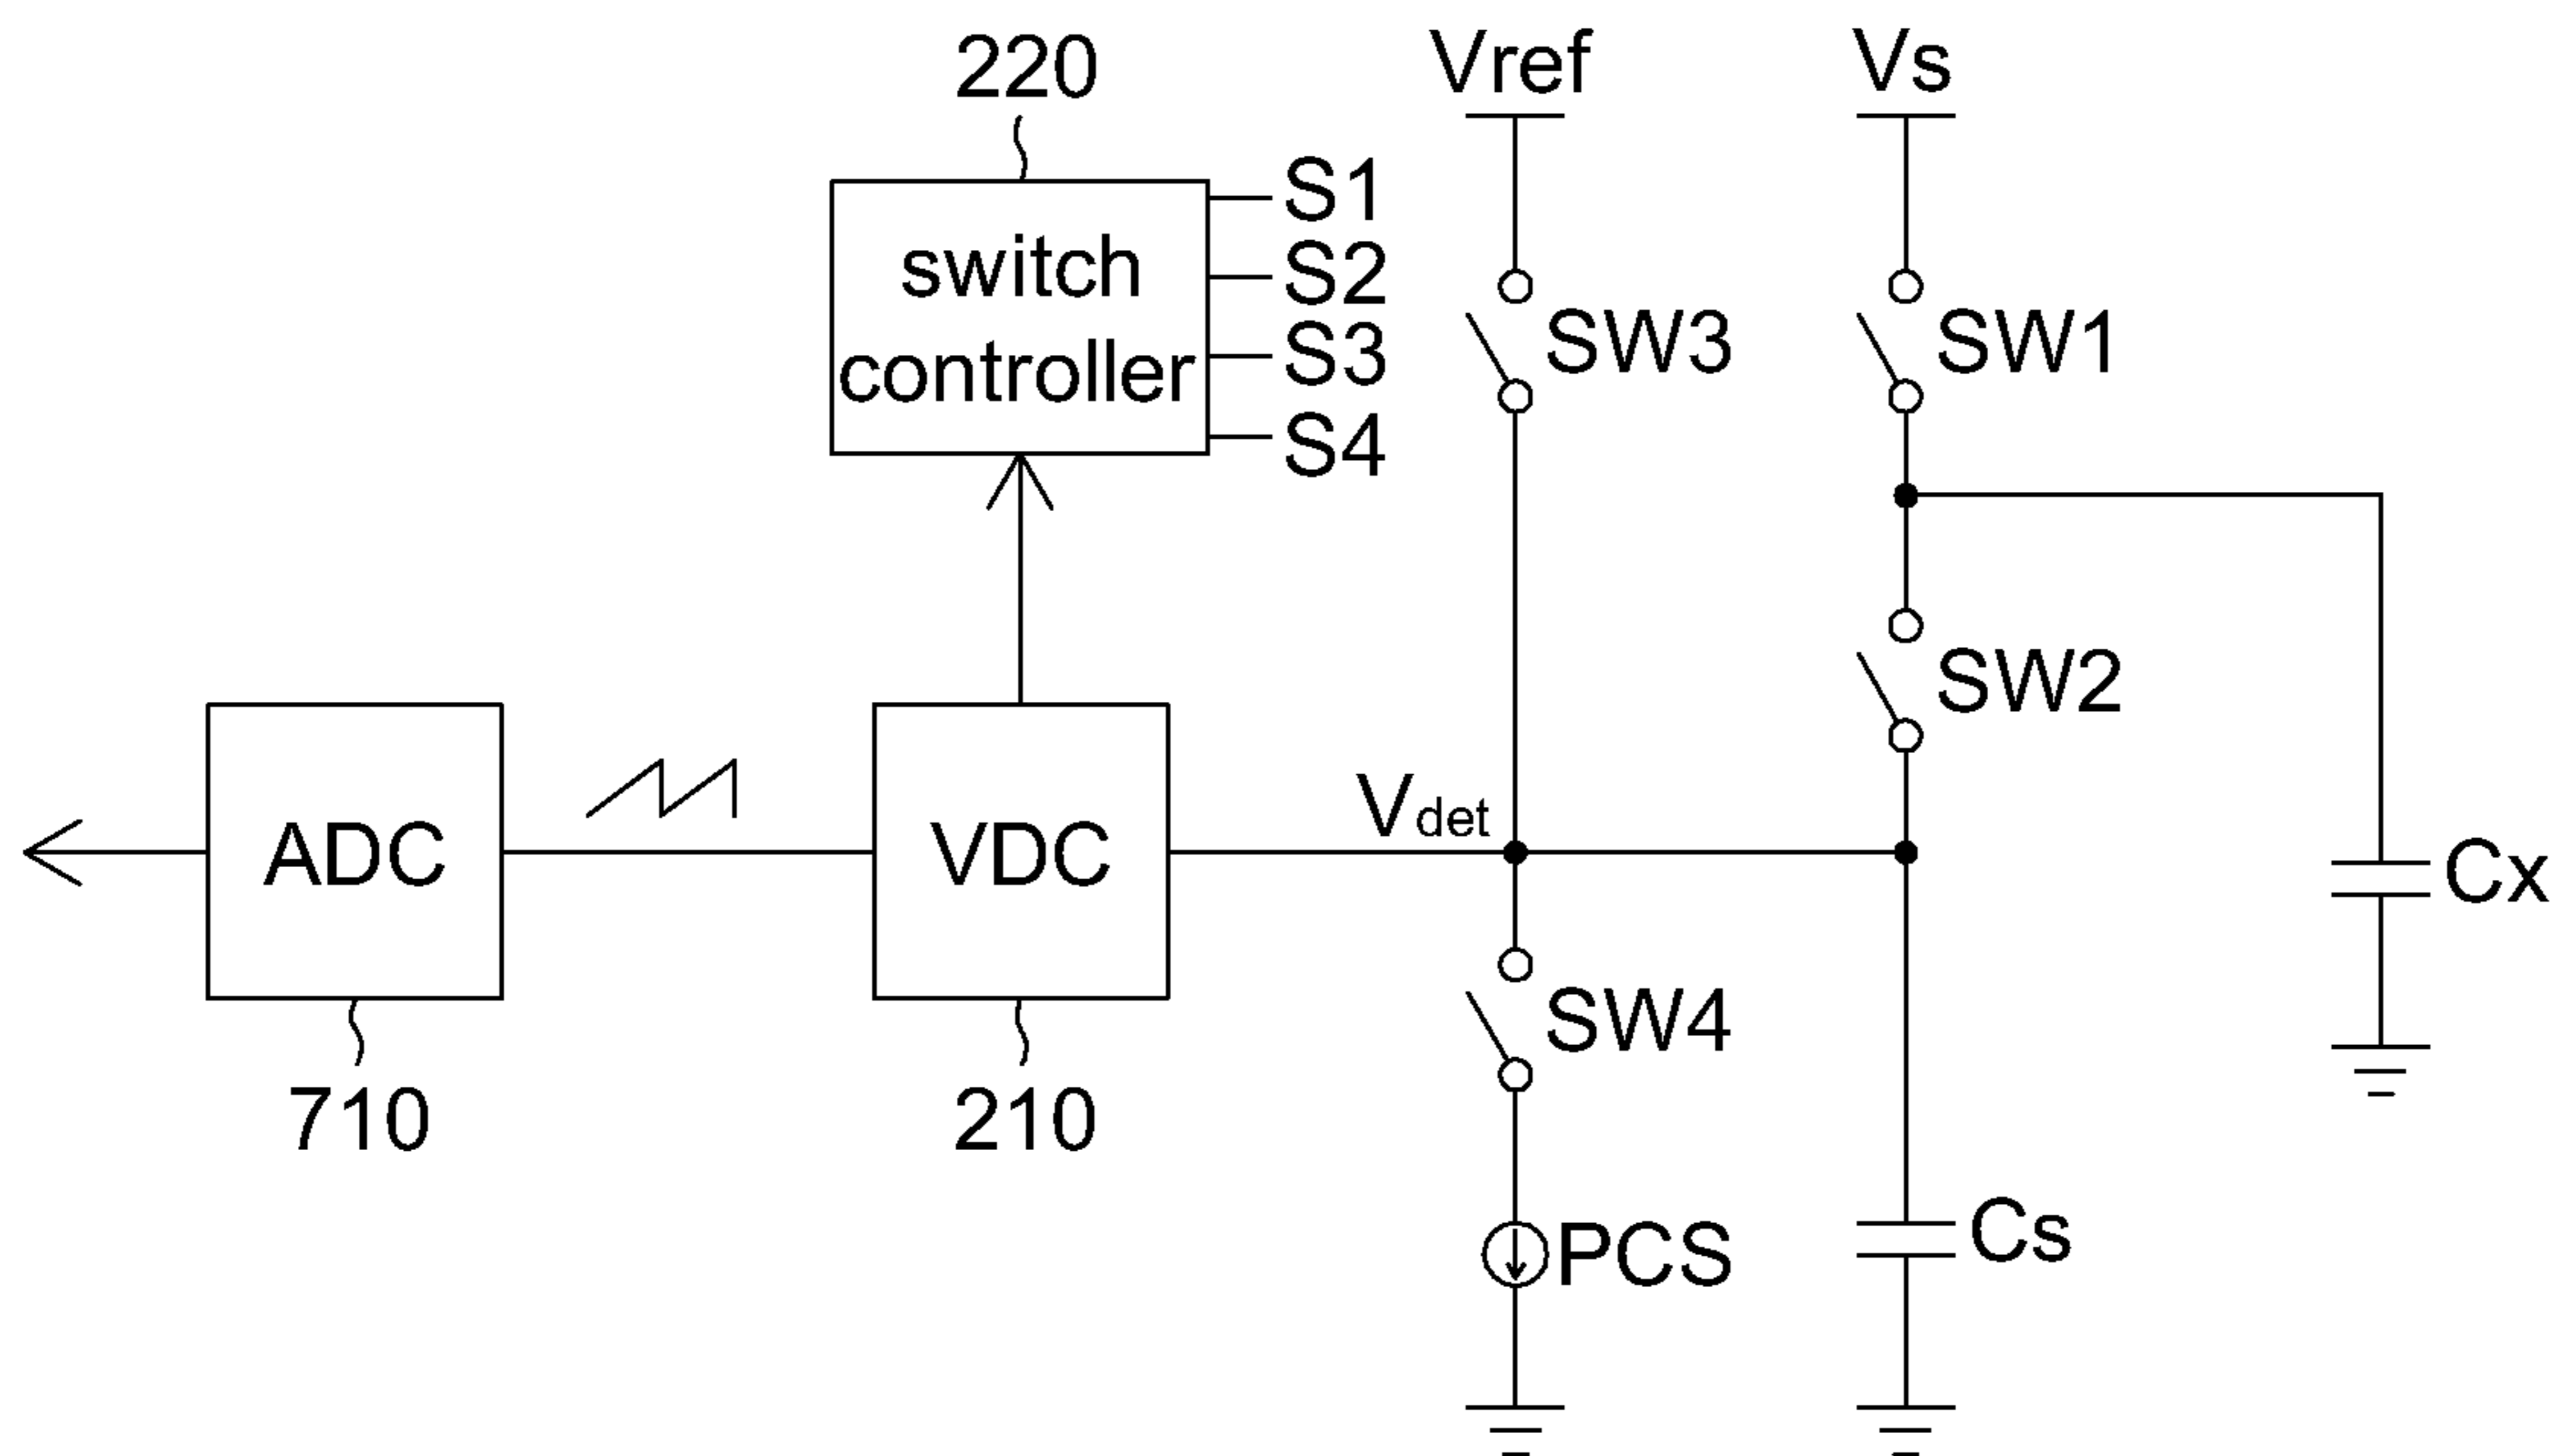 220
Vref
Vs
switch
controller
S1
S2
S3
S4
SW3
SW1
SW2
Vdet
ADC
VDC
Cx
SW4
710
210
PCS
Cs